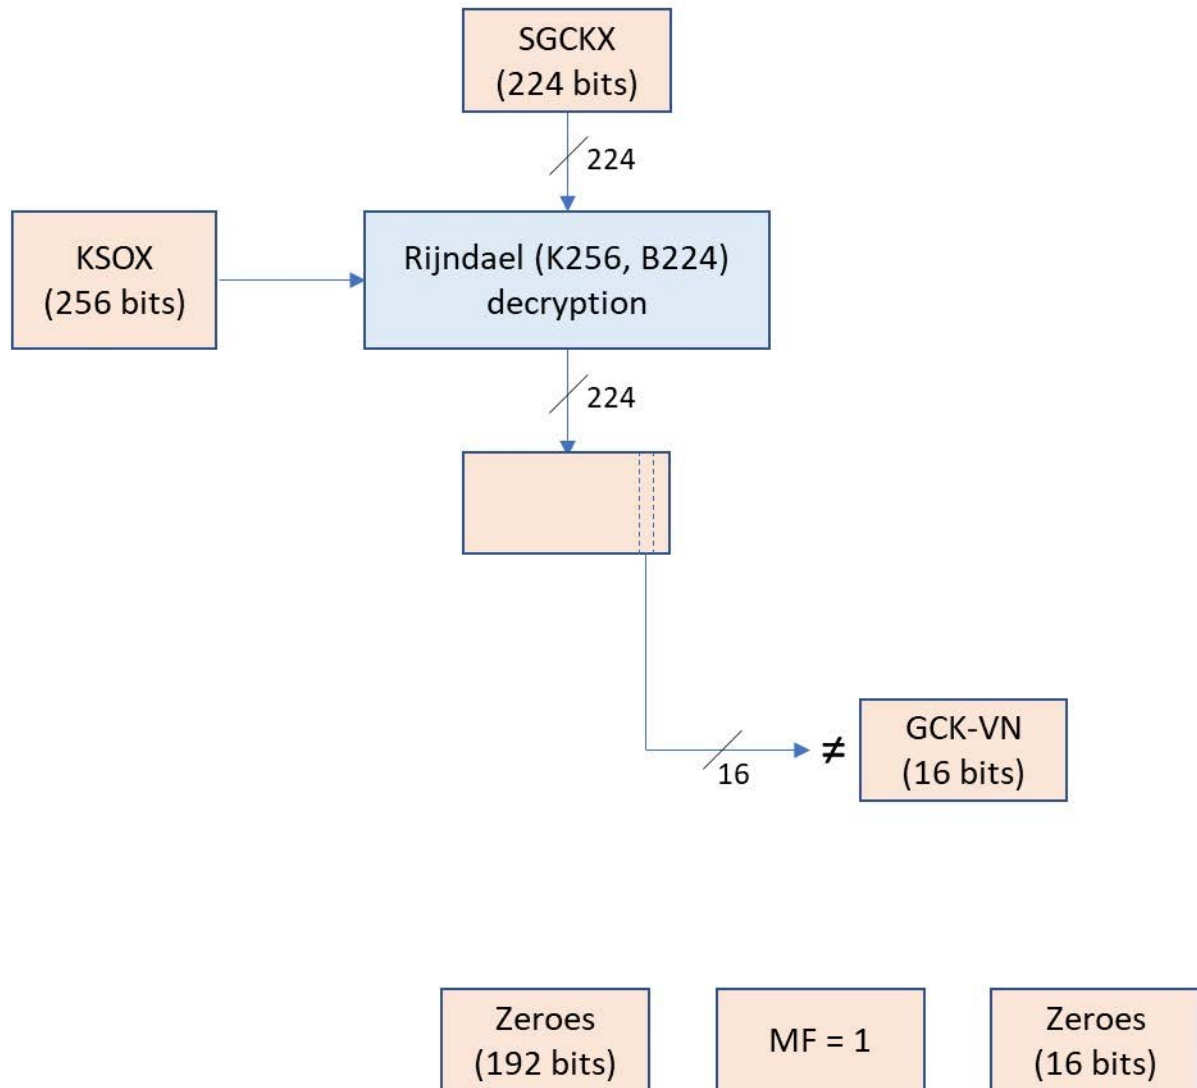 SGCKX
(224 bits)
224
KSOX
(256 bits)
Rijndael (K256, B224)
decryption
224
16
≠
GCK-VN
(16 bits)
Zeroes
(192 bits)
MF = 1
Zeroes
(16 bits)